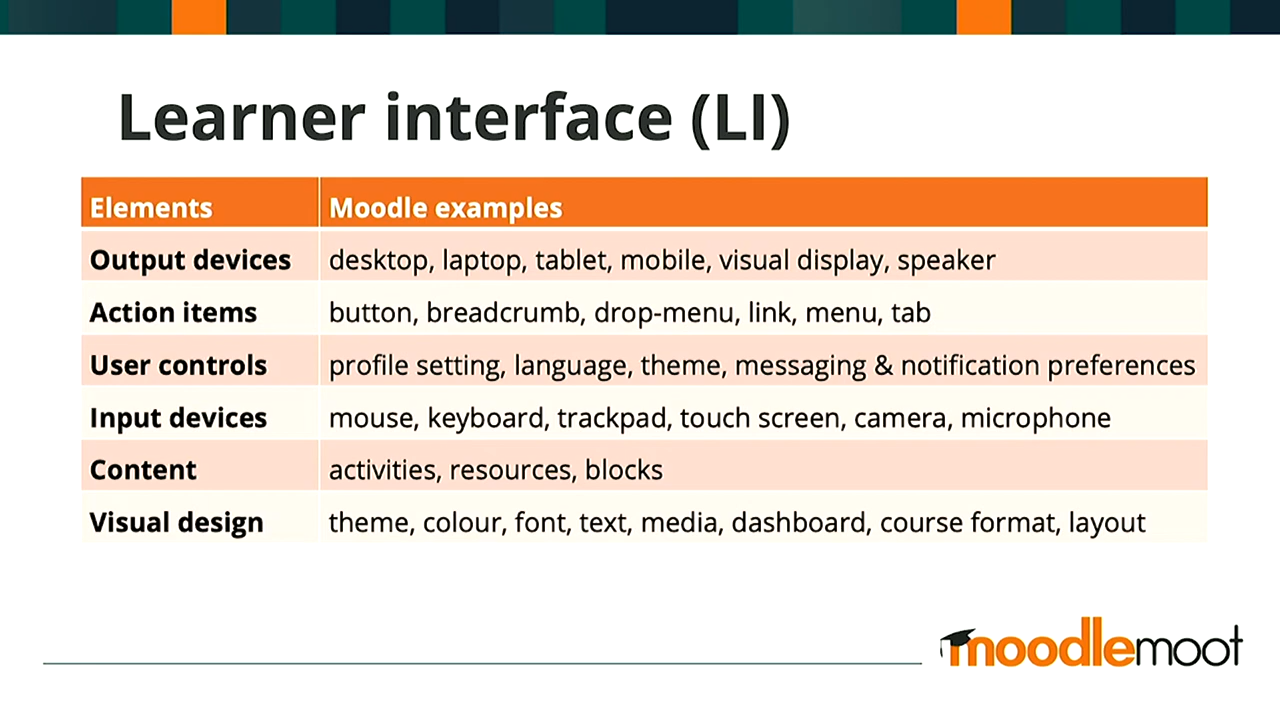 Learner interface (LI)
Elements Moodle examples
Output devices desktop, laptop, tablet, mobile, visual display, speaker
Action items button, breadcrumb, drop-menu, link, menu, tab
User controls profile setting, language, theme, messaging & notification preferences
Input devices mouse, keyboard, trackpad, touch screen, camera, microphone
Content activities, resources, blocks
Visual design theme, colour, font, text, media, dashboard, course format, layout
moodlemoot